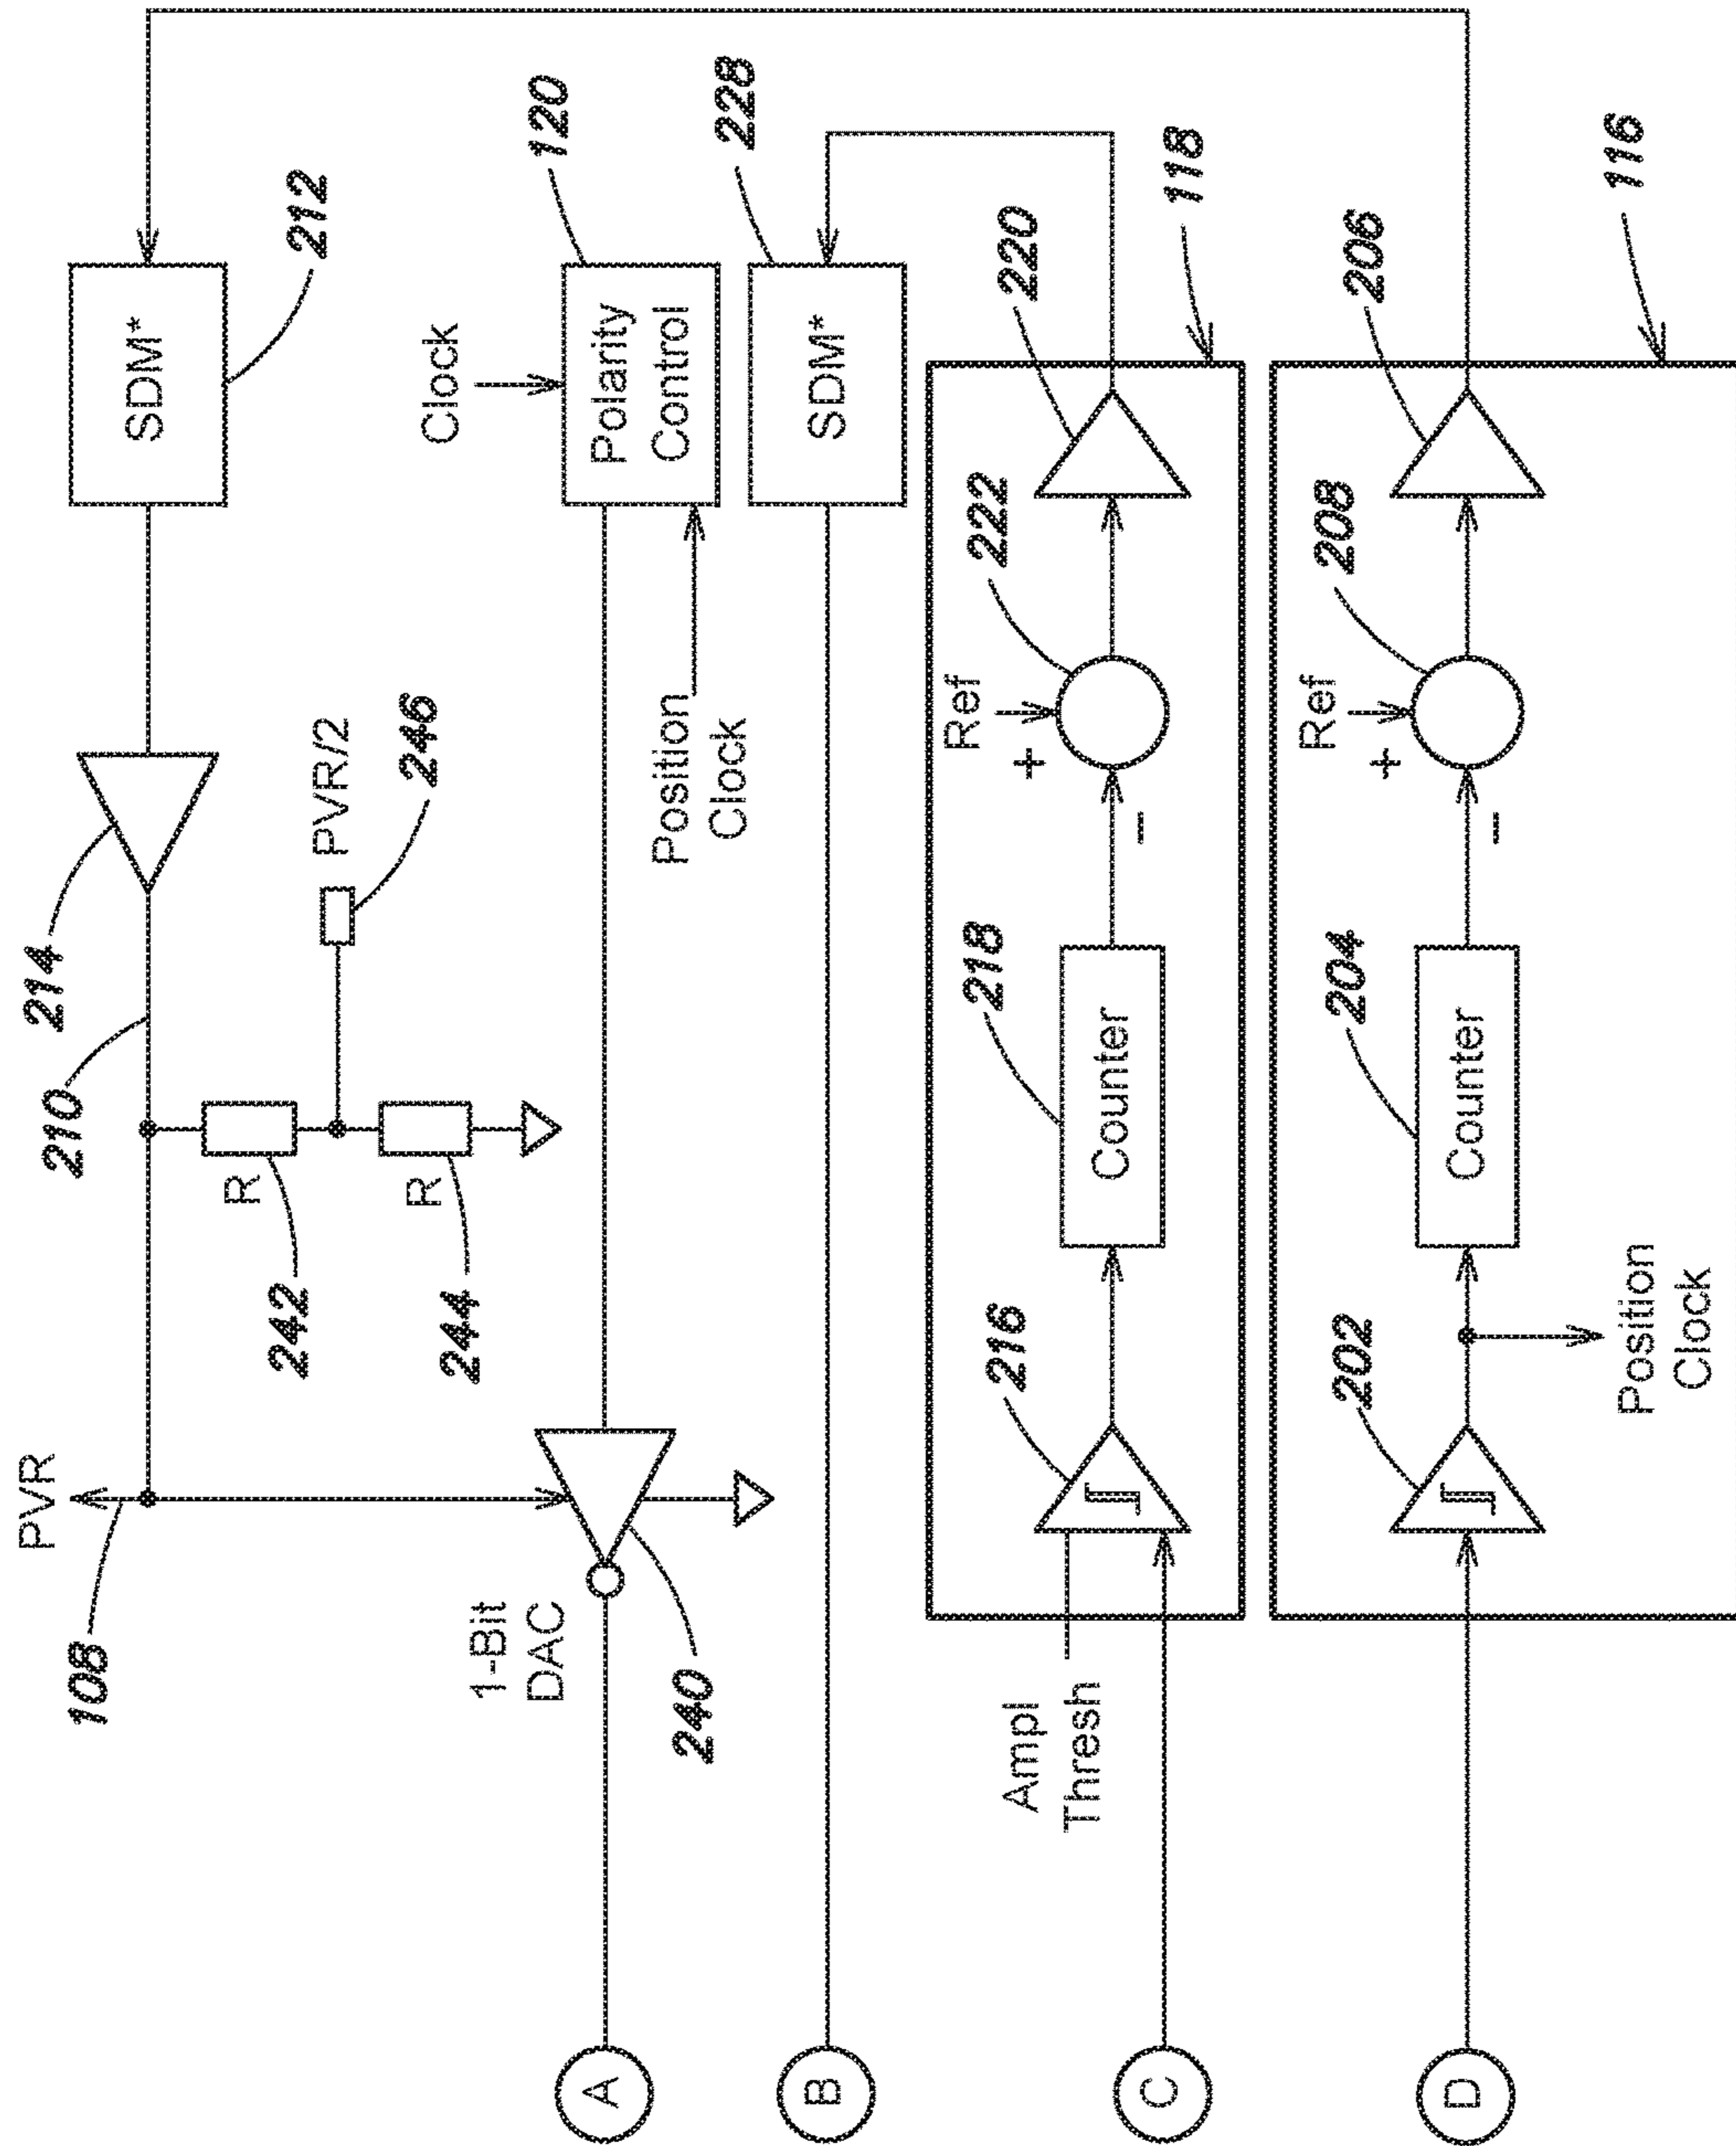 PVR
108
210
214
SDM*
212
R
242
PVR/2
246
R
244
Clock
1-Bit
DAC
240
A
Polarity
Control
120
Position
Clock
228
B
SDM*
Ampl
Thresh
216
218
Ref
+
222
220
118
C
Counter
–
202
204
Ref
+
208
206
D
Counter
–
Position
Clock
116